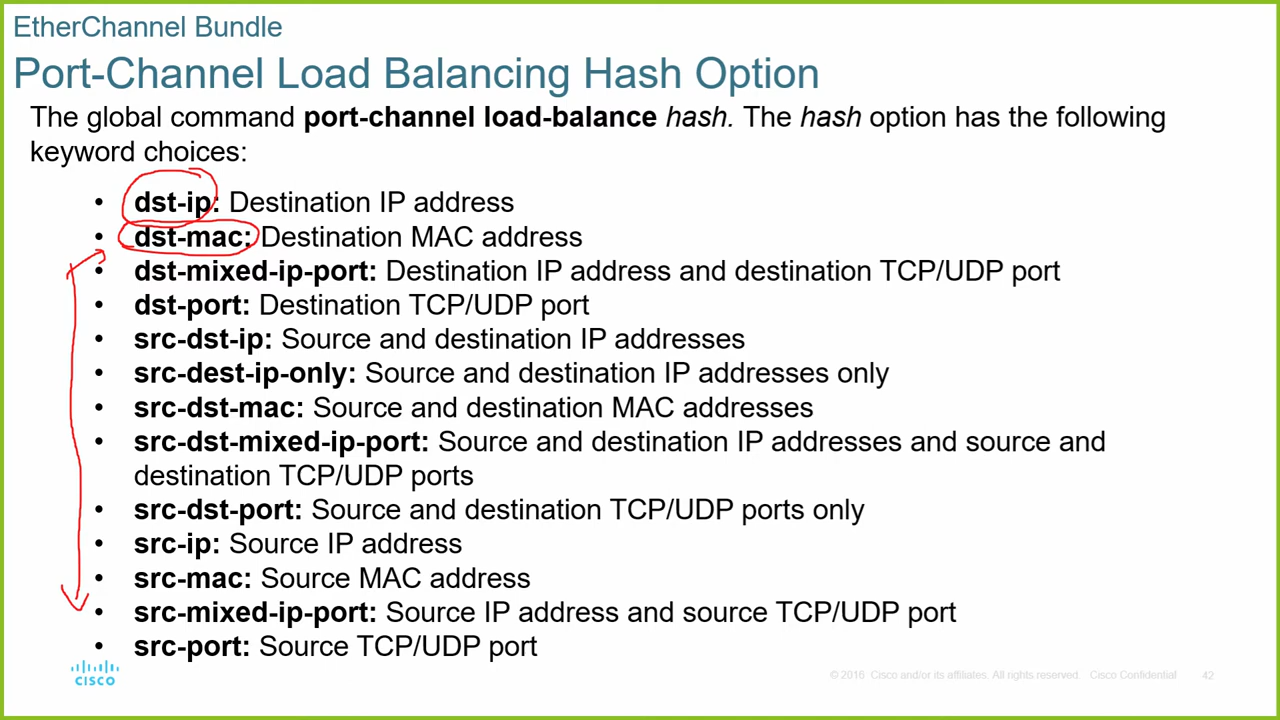 EtherChannel Bundle
Port-Channel Load Balancing Hash Option
The global command port-channel load-balance hash. The hash option has the following
keyword choices:
• dst-ip: Destination IP address
• dst-mac: Destination MAC address
• dst-mixed-ip-port: Destination IP address and destination TCP/UDP port
• dst-port: Destination TCP/UDP port
• src-dst-ip: Source and destination IP addresses
• src-dest-ip-only: Source and destination IP addresses only
• src-dst-mac: Source and destination MAC addresses
• src-dst-mixed-ip-port: Source and destination IP addresses and source and
destination TCP/UDP ports
• src-dst-port: Source and destination TCP/UDP ports only
• src-ip: Source IP address
• src-mac: Source MAC address
• src-mixed-ip-port: Source IP address and source TCP/UDP port
• src-port: Source TCP/UDP port
CISCO
© 2016 Cisco and/or its affiliates. All rights reserved. Cisco Confidential 42